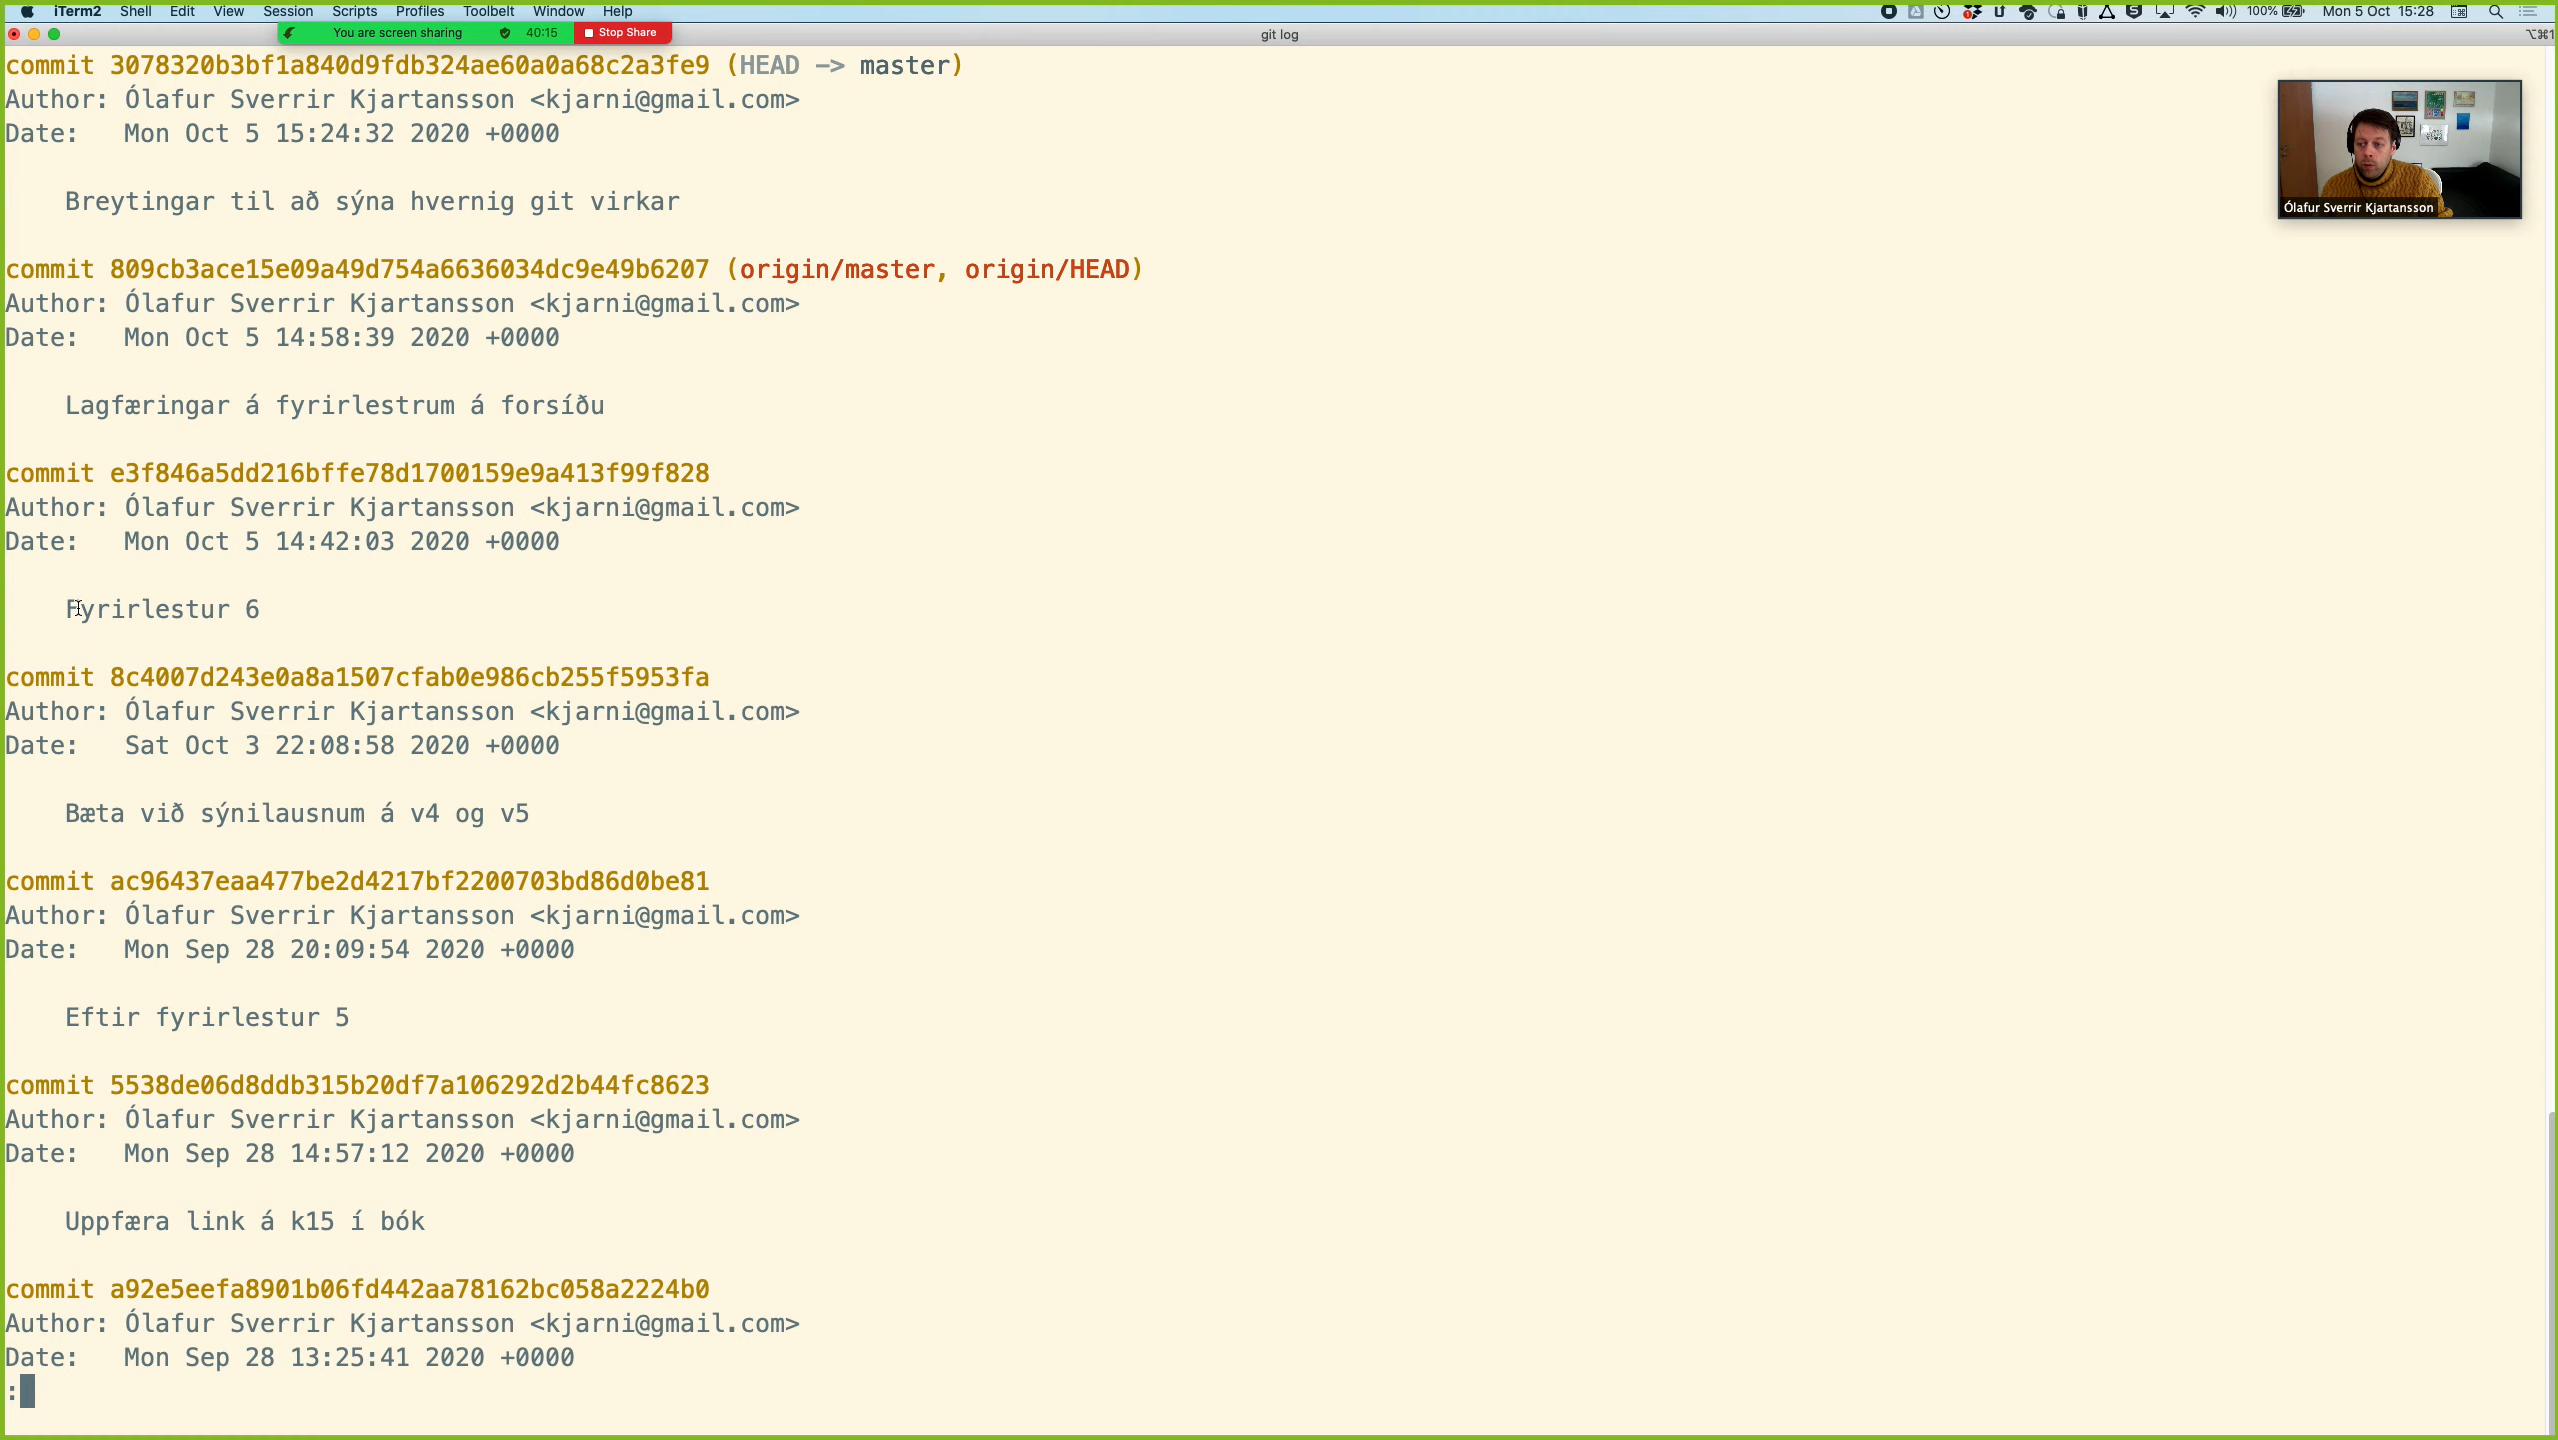 iTerm2 Shell Edit View Session Scripts Profiles Toolbelt Window Help 100% Mon 5 Oct 15:28
You are screen sharing 40:15 Stop Share
git log ⌥⌘1
commit 3078320b3bf1a840d9fdb324ae60a0a68c2a3fe9 (HEAD -> master)
Author: Ólafur Sverrir Kjartansson <kjarni@gmail.com>
Date: Mon Oct 5 15:24:32 2020 +0000
Breytingar til að sýna hvernig git virkar
commit 809cb3ace15e09a49d754a6636034dc9e49b6207 (origin/master, origin/HEAD)
Author: Ólafur Sverrir Kjartansson <kjarni@gmail.com>
Date: Mon Oct 5 14:58:39 2020 +0000
Lagfæringar á fyrirlestrum á forsíðu
commit e3f846a5dd216bffe78d1700159e9a413f99f828
Author: Ólafur Sverrir Kjartansson <kjarni@gmail.com>
Date: Mon Oct 5 14:42:03 2020 +0000
Fyrirlestur 6
commit 8c4007d243e0a8a1507cfab0e986cb255f5953fa
Author: Ólafur Sverrir Kjartansson <kjarni@gmail.com>
Date: Sat Oct 3 22:08:58 2020 +0000
Bæta við sýnilausnum á v4 og v5
commit ac96437eaa477be2d4217bf2200703bd86d0be81
Author: Ólafur Sverrir Kjartansson <kjarni@gmail.com>
Date: Mon Sep 28 20:09:54 2020 +0000
Eftir fyrirlestur 5
commit 5538de06d8ddb315b20df7a106292d2b44fc8623
Author: Ólafur Sverrir Kjartansson <kjarni@gmail.com>
Date: Mon Sep 28 14:57:12 2020 +0000
Uppfæra link á k15 í bók
commit a92e5eefa8901b06fd442aa78162bc058a2224b0
Author: Ólafur Sverrir Kjartansson <kjarni@gmail.com>
Date: Mon Sep 28 13:25:41 2020 +0000
:
Ólafur Sverrir Kjartansson